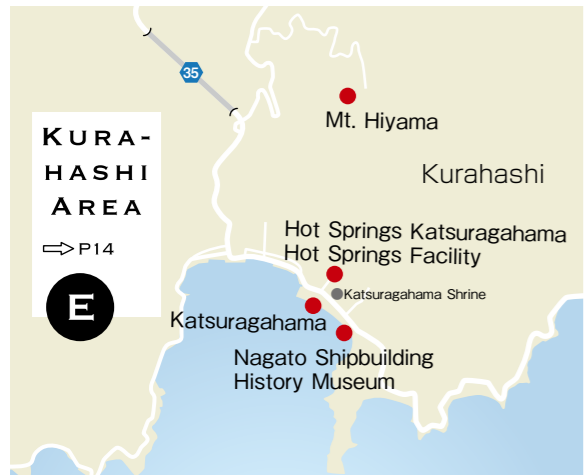 35
KURA-
HASHI
AREA
⇨P14
E
Mt. Hiyama
Kurahashi
Hot Springs Katsuragahama
Hot Springs Facility
Katsuragahama Shrine
Katsuragahama
Nagato Shipbuilding
History Museum